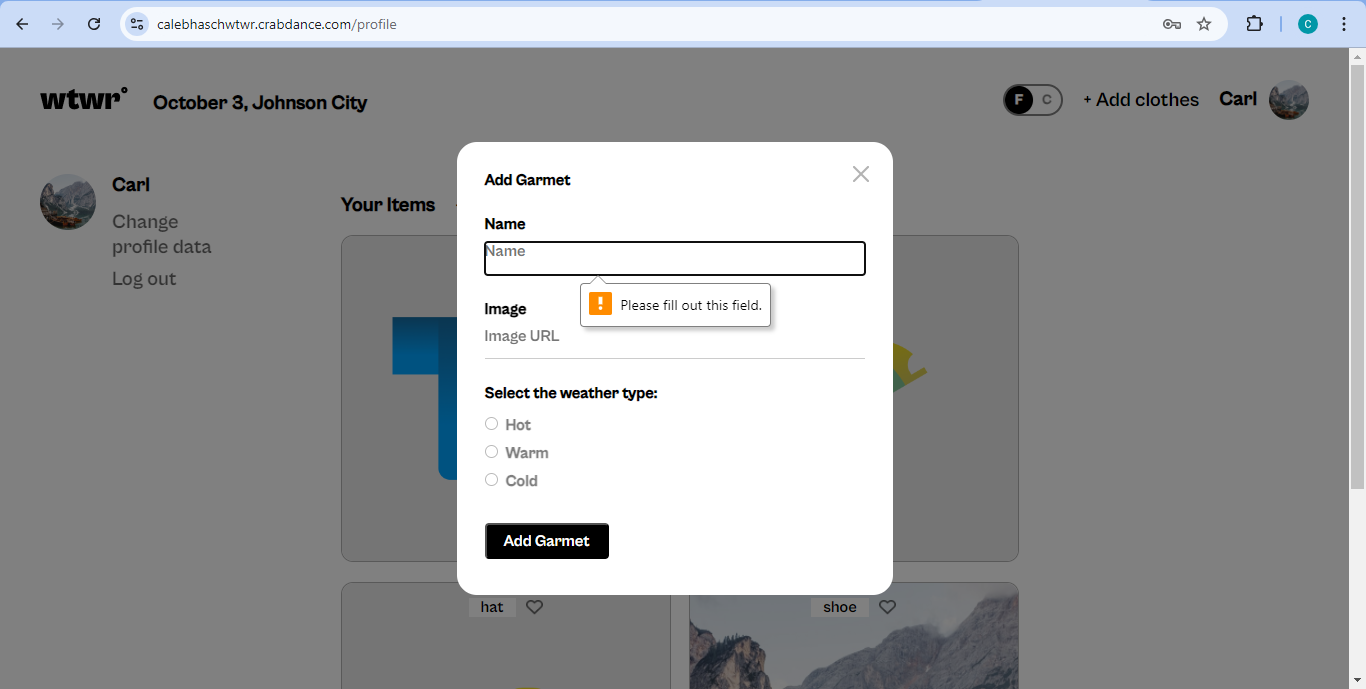 calebhaschwtwr.crabdance.com/profile
C
wtwr°
October 3, Johnson City
F C
+ Add clothes
Carl
Carl
Change
profile data
Log out
Your Items
Add Garmet
Name
Name
Please fill out this field.
Image
Image URL
Select the weather type:
Hot
Warm
Cold
Add Garmet
hat
shoe